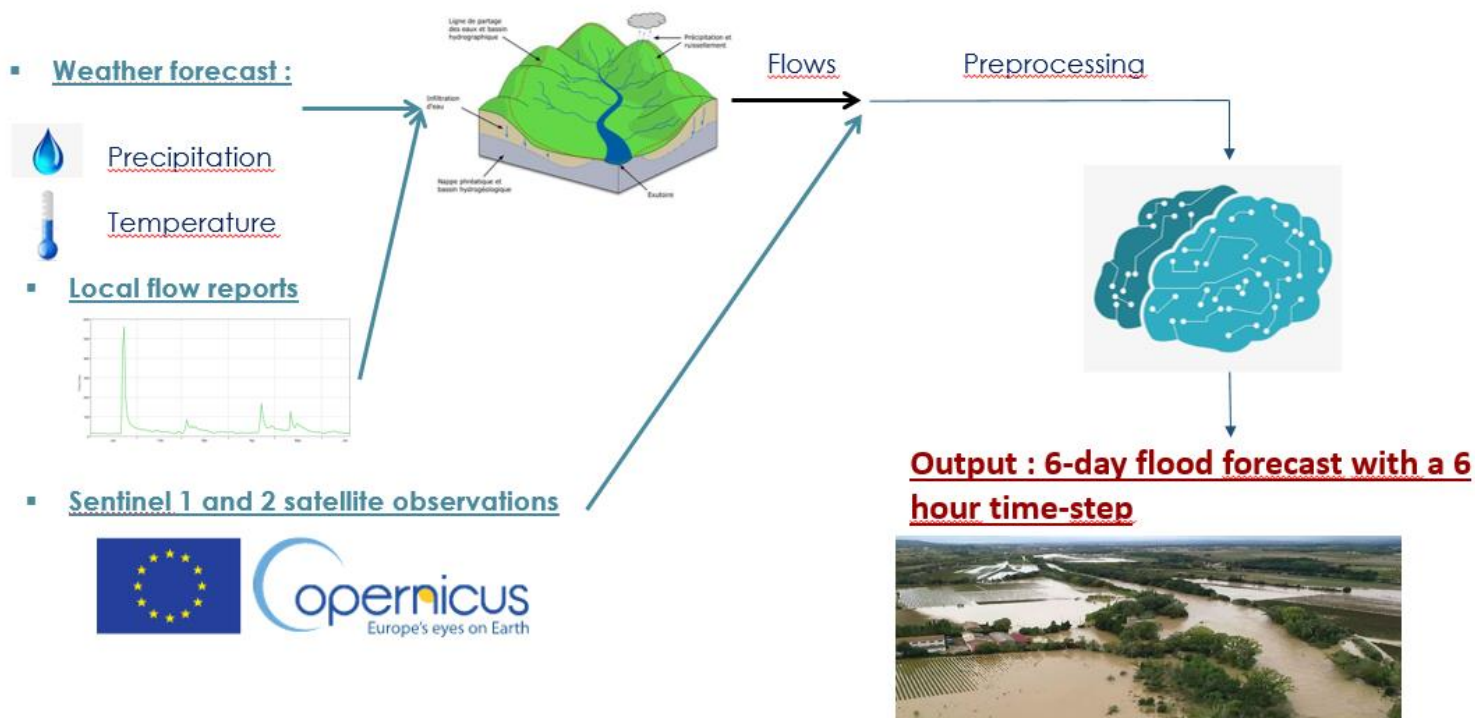 Weather forecast :
Precipitation
Temperature
Local flow reports
Sentinel 1 and 2 satellite observations
opernicus
Europe's eyes on Earth
Ligne de partage
des eaux et bassin
hydrographique
Précipitation et
ruissellement
Infiltration
d'eau
Nappe phréatique et
bassin hydrogéologique
Exutoire
Flows
Preprocessing
Output : 6-day flood forecast with a 6
hour time-step